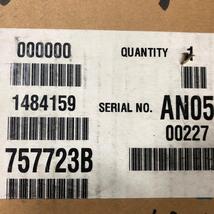 000000
QUANTITY 1
1484159
SERIAL NO. AN05
00227
757723B